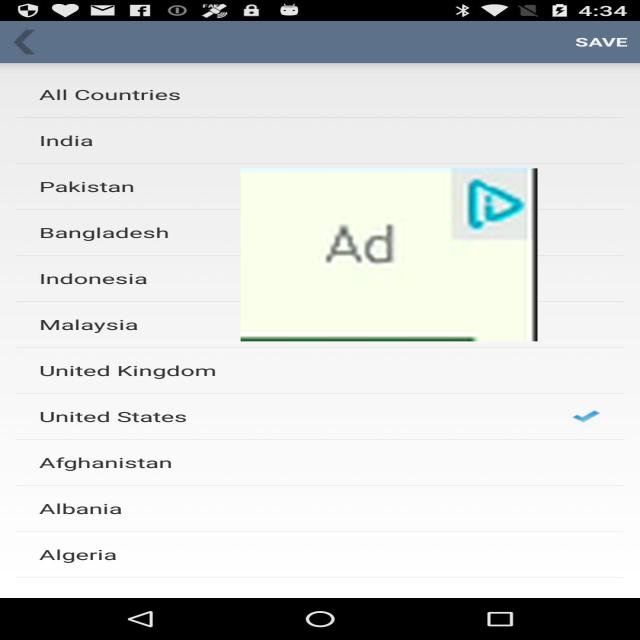 4:34
SAVE
All Countries
India
Pakistan
Ad
Bangladesh
Indonesia
Malaysia
United Kingdom
United States
Afghanistan
Albania
Algeria